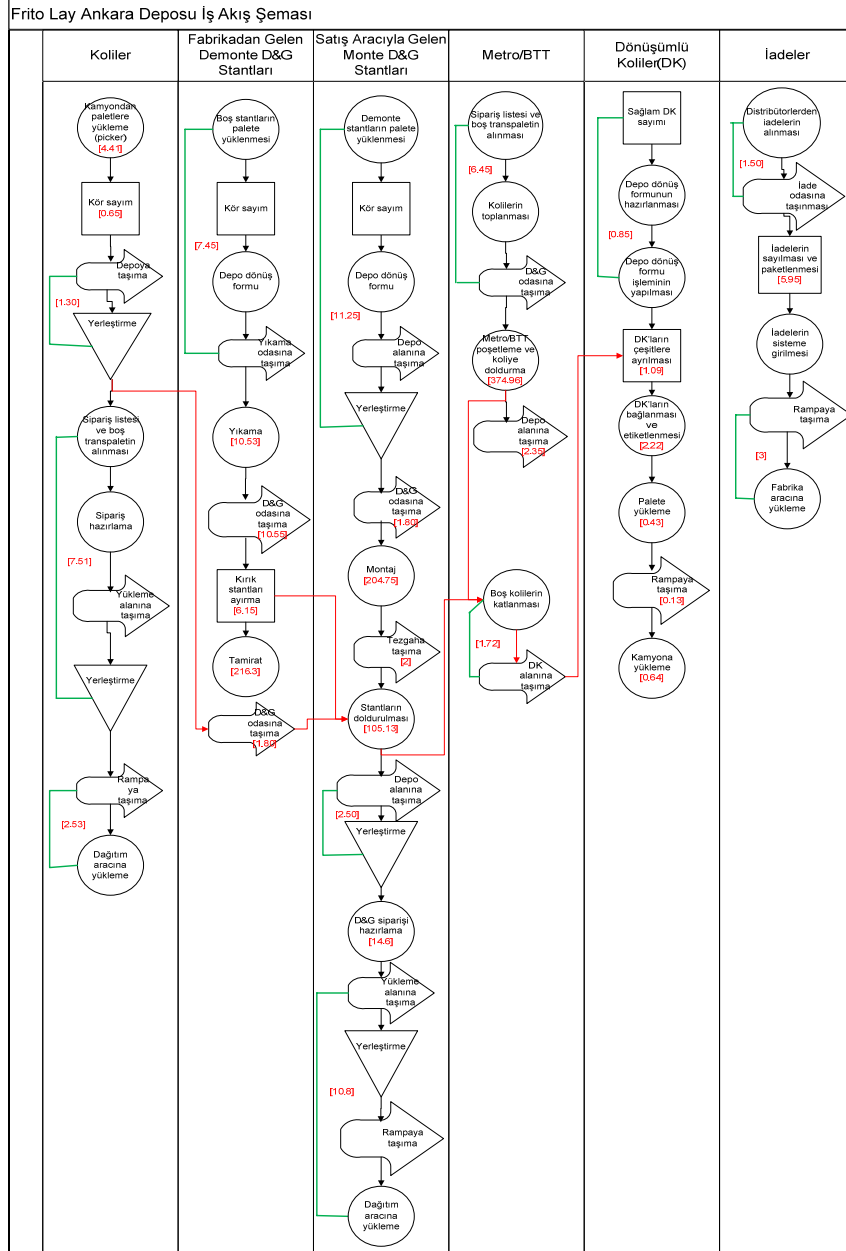 Frito Lay Ankara Deposu İş Akış Şeması
Koliler
Kamyondan
paletlere
yükleme
(picker)
[4.41]
Kör sayım
[0.65]
Depoya
taşıma
[1.30]
Yerleştirme
Sipariş listesi
ve boş
transpaletin
alınması
Sipariş
hazırlama
[7.51]
Yükleme
alanına
taşıma
Yerleştirme
Rampa
ya
taşıma
[2.53]
Dağıtım
aracına
yükleme
Fabrikadan Gelen
Demonte D&G
Stantları
Boş stantların
palete
yüklenmesi
Kör sayım
[7.45]
Depo dönüş
formu
Yıkama
odasına
taşıma
Yıkama
[10,53]
D&G
odasına
taşıma
[10.55]
Kırık
stantları
ayırma
[6.15]
Tamirat
[216.3]
D&G
odasına
taşıma
[1.80]
Satış Aracıyla Gelen
Monte D&G
Stantları
Demonte
stantların palete
yüklenmesi
Kör sayım
Depo dönüş
formu
[11.25]
Depo
alanına
taşıma
Yerleştirme
D&G
odasına
taşıma
[1.80]
Montaj
[204.75]
Tezgaha
taşıma
[2]
Stantların
doldurulması
[105.13]
Depo
alanına
taşıma
[2.50]
Yerleştirme
D&G siparişi
hazırlama
[14.6]
Yükleme
alanına
taşıma
Yerleştirme
[10,8]
Rampaya
taşıma
Dağıtım
aracına
yükleme
Metro/BTT
Sipariş listesi ve
boş transpaletin
alınması
[6.45]
Kolilerin
toplanması
D&G
odasına
taşıma
Metro/BTT
poşetleme ve
koliye
doldurma
[374.96]
Depo
alanına
taşıma
[2.35]
Boş kolilerin
katlanması
[1,72]
DK
alanına
taşıma
Dönüşümlü
Koliler(DK)
Sağlam DK
sayımı
Depo dönüş
formunun
hazırlanması
[0.85]
Depo dönüş
formu
işleminin
yapılması
DK'ların
çeşitlere
ayrılması
[1.09]
DK'ların
bağlanması
ve
etiketlenmesi
[2,22]
Palete
yükleme
[0.43]
Rampaya
taşıma
[0.13]
Kamyona
yükleme
[0,64]
İadeler
Distribütorlerden
iadelerin
alınması
[1.50]
İade
odasına
taşınması
İadelerin
sayılması ve
paketlenmesi
[5,95]
İadelerin
sisteme
girilmesi
Rampaya
taşıma
[3]
Fabrika
aracına
yükleme